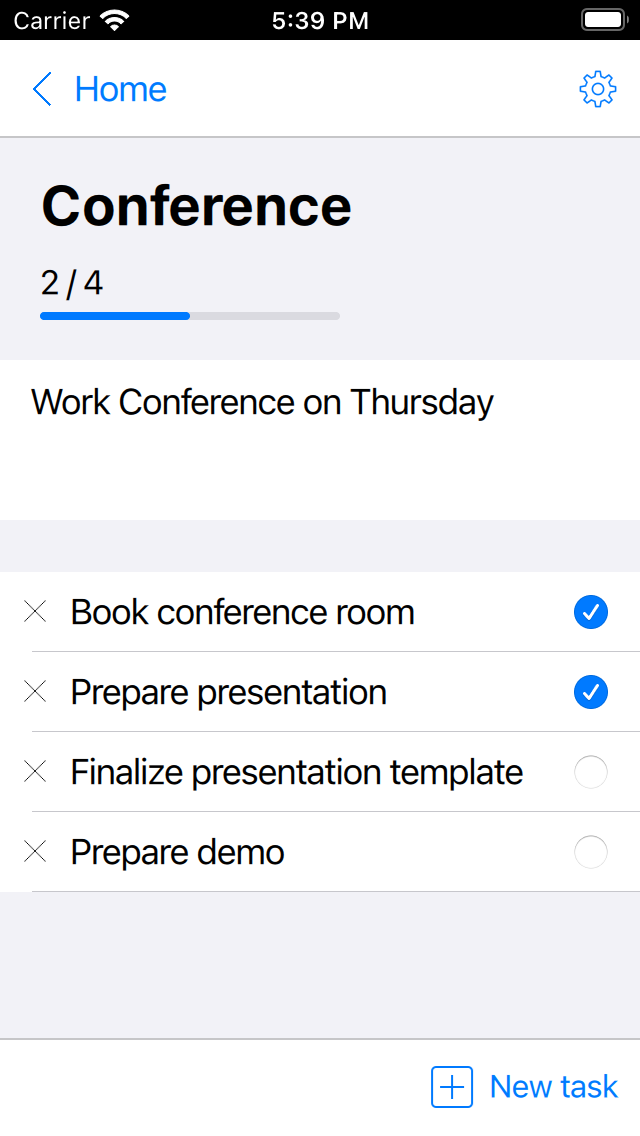 Carrier 5:39 PM
Home
Conference
2 / 4
Work Conference on Thursday
Book conference room
Prepare presentation
Finalize presentation template
Prepare demo
New task